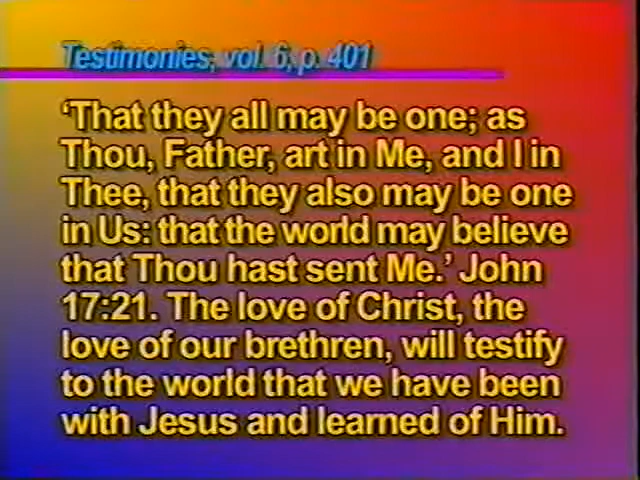 Testimonies, vol. 6, p. 401
‘That they all may be one; as
Thou, Father, art in Me, and I in
Thee, that they also may be one
in Us: that the world may believe
that Thou hast sent Me.’ John
17:21. The love of Christ, the
love of our brethren, will testify
to the world that we have been
with Jesus and learned of Him.